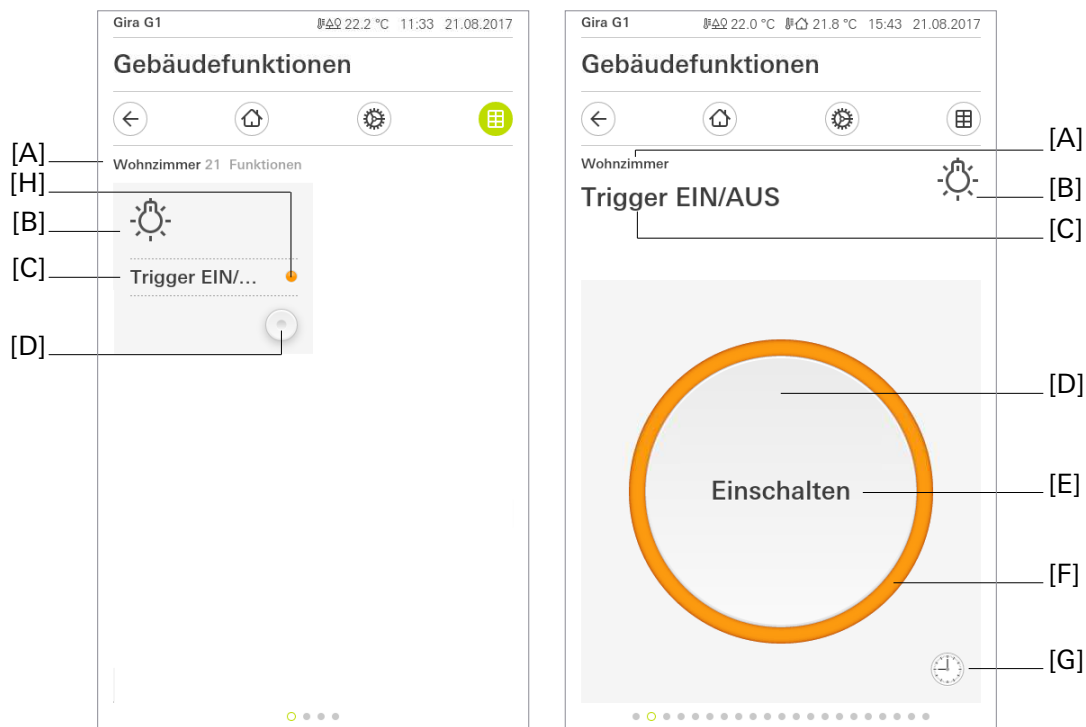 Gira G1 22.2 °C 11:33 21.08.2017
Gebäudefunktionen
Wohnzimmer 21 Funktionen
Trigger EIN/...
[A]
[H]
[B]
[C]
[D]
Gira G1 22.0 °C 21.8 °C 15:43 21.08.2017
Gebäudefunktionen
Wohnzimmer
Trigger EIN/AUS
Einschalten
[A]
[B]
[C]
[D]
[E]
[F]
[G]